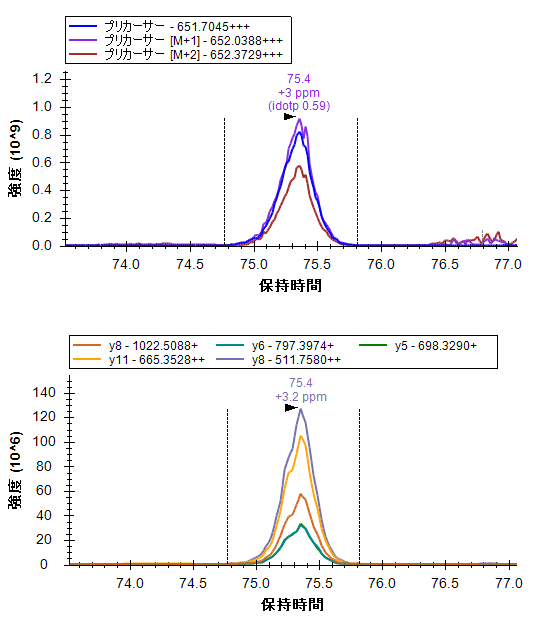 プリカーサー - 651.7045+++
プリカーサー [M+1] - 652.0388+++
プリカーサー [M+2] - 652.3729+++
75.4
+3 ppm
(idotp 0.59)
1.2
1.0
0.8
0.6
0.4
0.2
0.0
強度 (10^9)
74.0 74.5 75.0 75.5 76.0 76.5 77.0
保持時間
y8 - 1022.5088+ y6 - 797.3974+ y5 - 698.3290+
y11 - 665.3528++ y8 - 511.7580++
75.4
+3.2 ppm
140
120
100
80
60
40
20
0
強度 (10^6)
74.0 74.5 75.0 75.5 76.0 76.5 77.0
保持時間